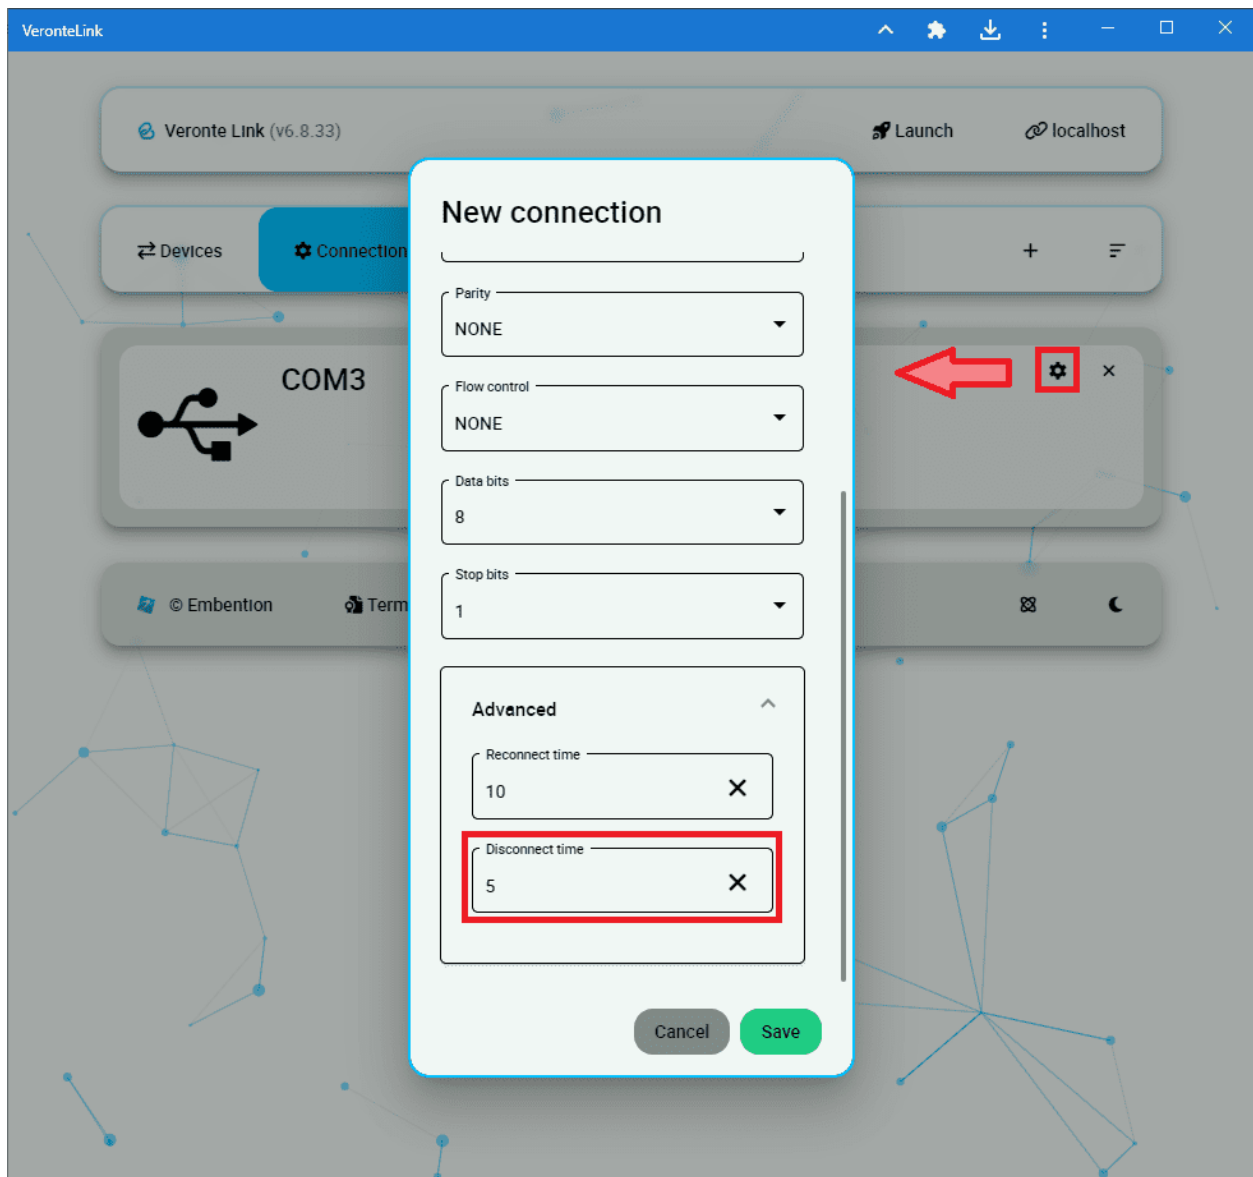 VeronteLink
Veronte Link (v6.8.33)
Launch
localhost
Devices
Connection
COM3
New connection
Parity
NONE
Flow control
NONE
Data bits
8
Stop bits
1
Advanced
Reconnect time
10
Disconnect time
5
Cancel
Save
© Embention
Term